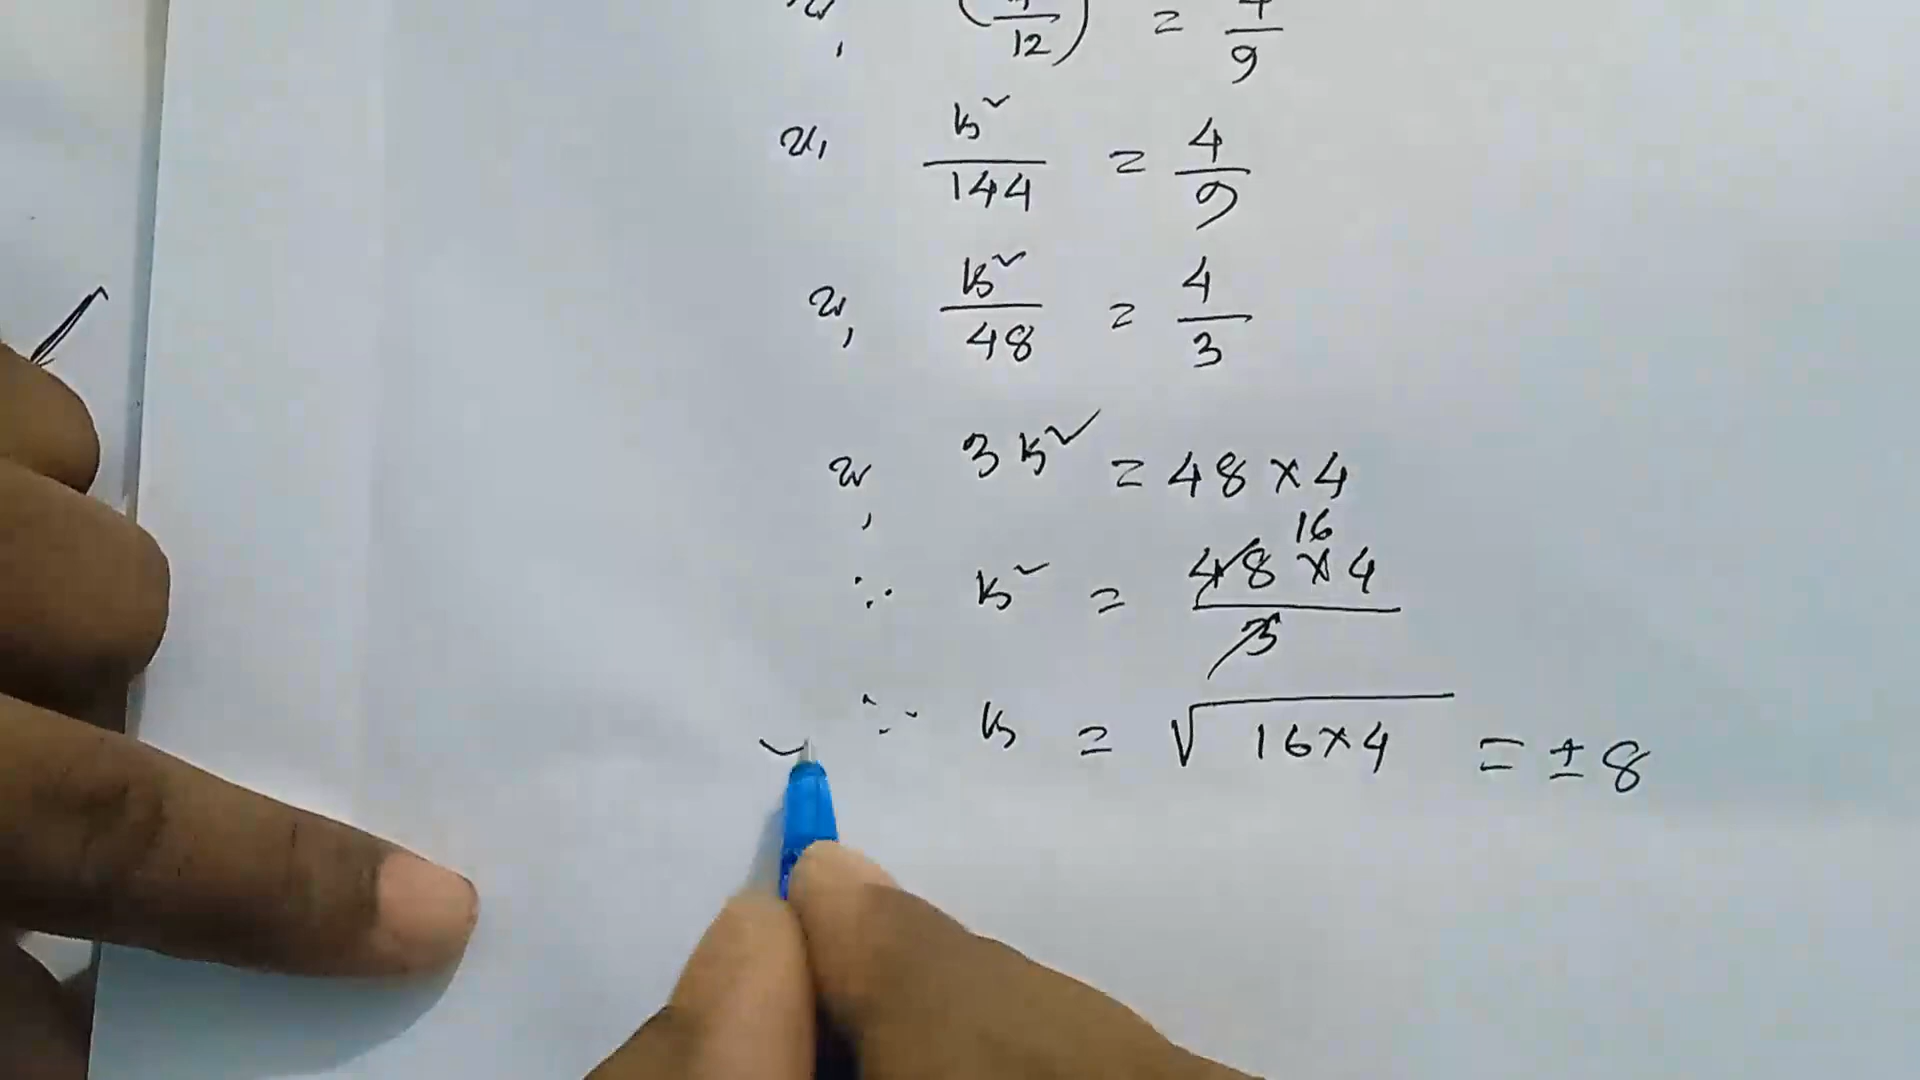 বা, (k/12) = 4/9
বা, k²/144 = 4/9
বা, k²/48 = 4/3
বা, 3k² = 48 × 4
∴ k² = 48 × 4 / 3 16
∴ k = √16×4 = ±8